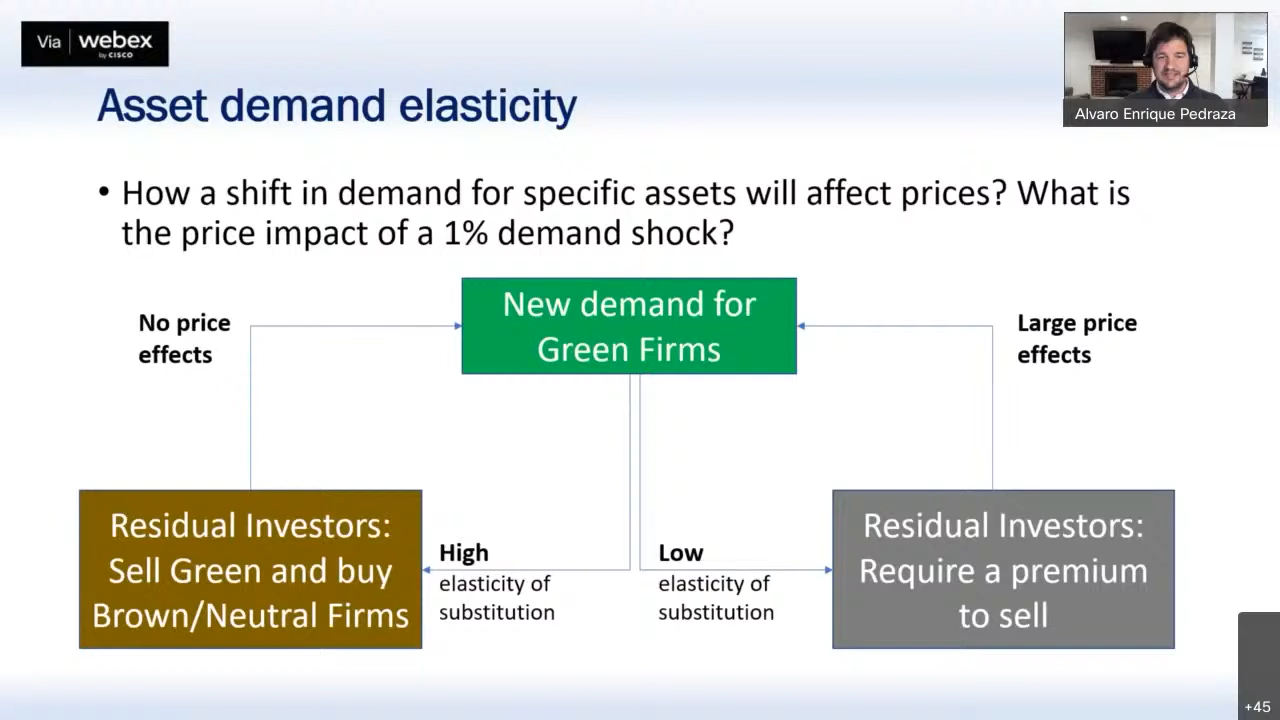 Via webex
by CISCO
Alvaro Enrique Pedraza
Asset demand elasticity
• How a shift in demand for specific assets will affect prices? What is
the price impact of a 1% demand shock?
New demand for
Green Firms
No price
effects
Large price
effects
Residual Investors:
Sell Green and buy
Brown/Neutral Firms
High
elasticity of
substitution
Low
elasticity of
substitution
Residual Investors:
Require a premium
to sell
+45